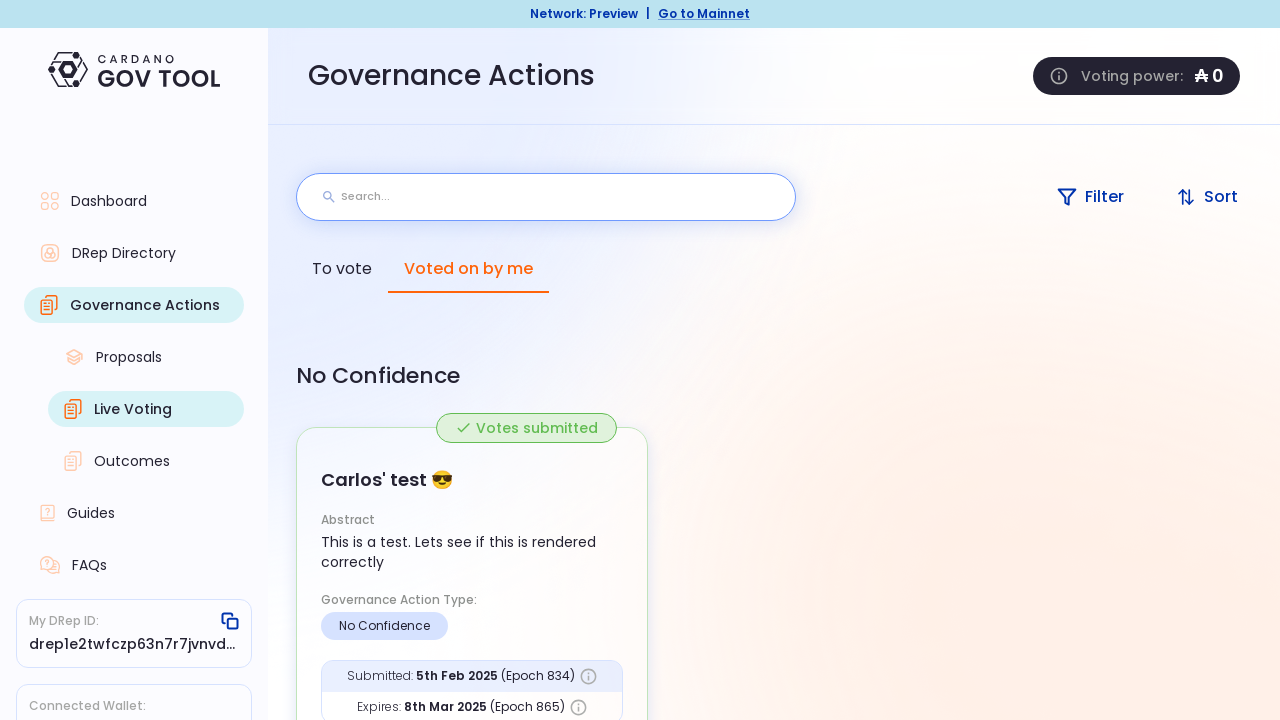 Network: Preview | Go to Mainnet
CARDANO
GOV TOOL
Governance Actions
Voting power: ₳ 0
Dashboard
DRep Directory
Governance Actions
Proposals
Live Voting
Outcomes
Guides
FAQs
My DRep ID:
drep1e2twfczp63n7r7jvnvd...
Connected Wallet:
Search...
Filter
Sort
To vote
Voted on by me
No Confidence
Votes submitted
Carlos' test 😎
Abstract
This is a test. Lets see if this is rendered
correctly
Governance Action Type:
No Confidence
Submitted: 5th Feb 2025 (Epoch 834)
Expires: 8th Mar 2025 (Epoch 865)